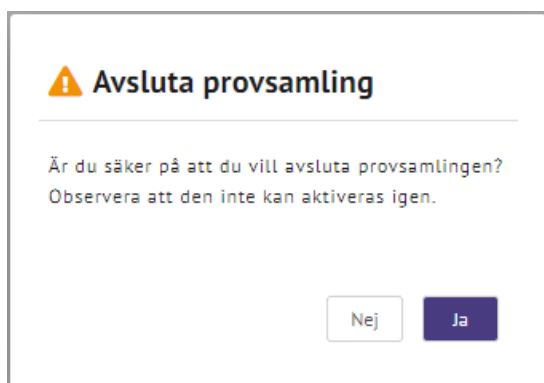 Avsluta provsamling
Är du säker på att du vill avsluta provsamlingen?
Observera att den inte kan aktiveras igen.
Nej
Ja